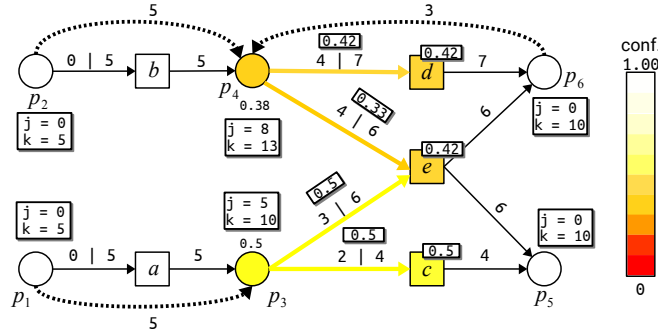 5
3
0.42
0.42
conf.
1.00
0 | 5
b
5
4 | 7
d
7
p2
p4
p6
0.38
0.33
4 | 6
6
j = 0
k = 5
j = 8
k = 13
j = 0
k = 10
0.42
e
j = 0
k = 5
j = 5
k = 10
0.5
3 | 6
6
j = 0
k = 10
0.5
0.5
0.5
0 | 5
a
5
2 | 4
c
4
p1
p3
p5
5
0